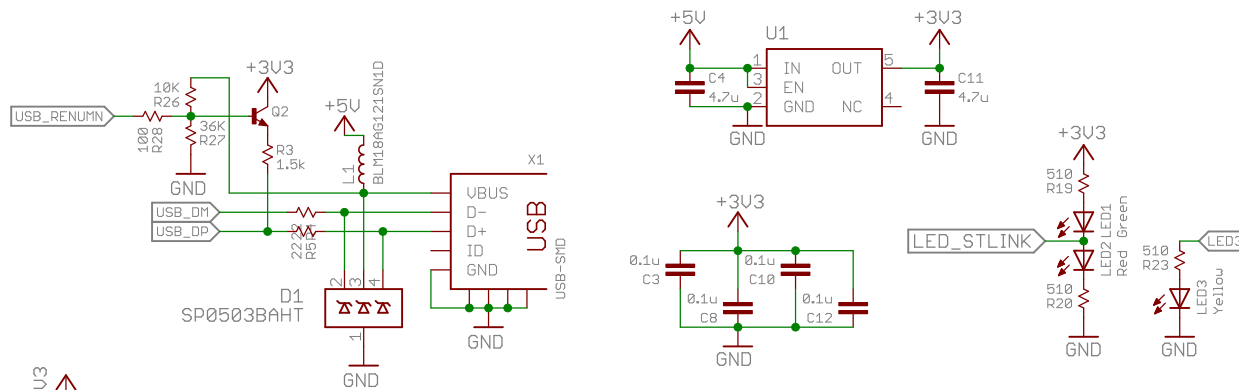 USB_RENUMN
100
R28
10K
R26
36K
R27
GND
+3V3
Q2
R3
1.5k
+5V
L1
BLM18AG121SN1D
USB_DM
USB_DP
X1
VBUS
D-
D+
ID
GND
USB
USB-SMD
GND
D1
SP0503BAHT
2
3
4
1
GND
V3
+5V
U1
+3V3
C4
4.7u
1
3
2
IN
EN
GND
OUT
NC
5
4
C11
4.7u
GND
GND
+3V3
0.1u
C3
0.1u
C10
0.1u
C8
0.1u
C12
GND
+3V3
510
R19
LED1
Green
LED_STLINK
LED2
Red
510
R20
GND
LED3
510
R23
LED3
Yellow
GND